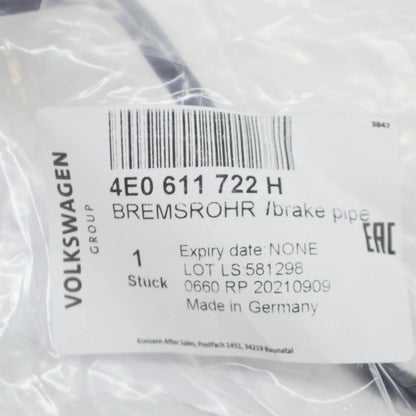 3843
VOLKSWAGEN
GROUP
4E0 611 722 H
BREMSROHR /brake pipe
1
Stuck
Expiry date:NONE
LOT LS:581298
0660 RP 20210909
Made in Germany
EAC
Konzern After Sales, Postfach 1451, 34219 Baunatal